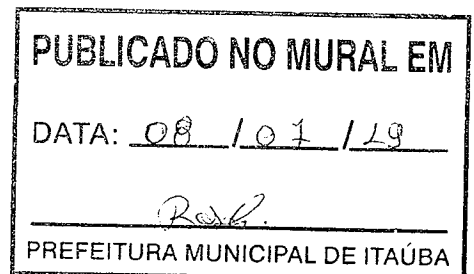 PUBLICADO NO MURAL EM
DATA: 08 / 07 / 19
PREFEITURA MUNICIPAL DE ITAÚBA